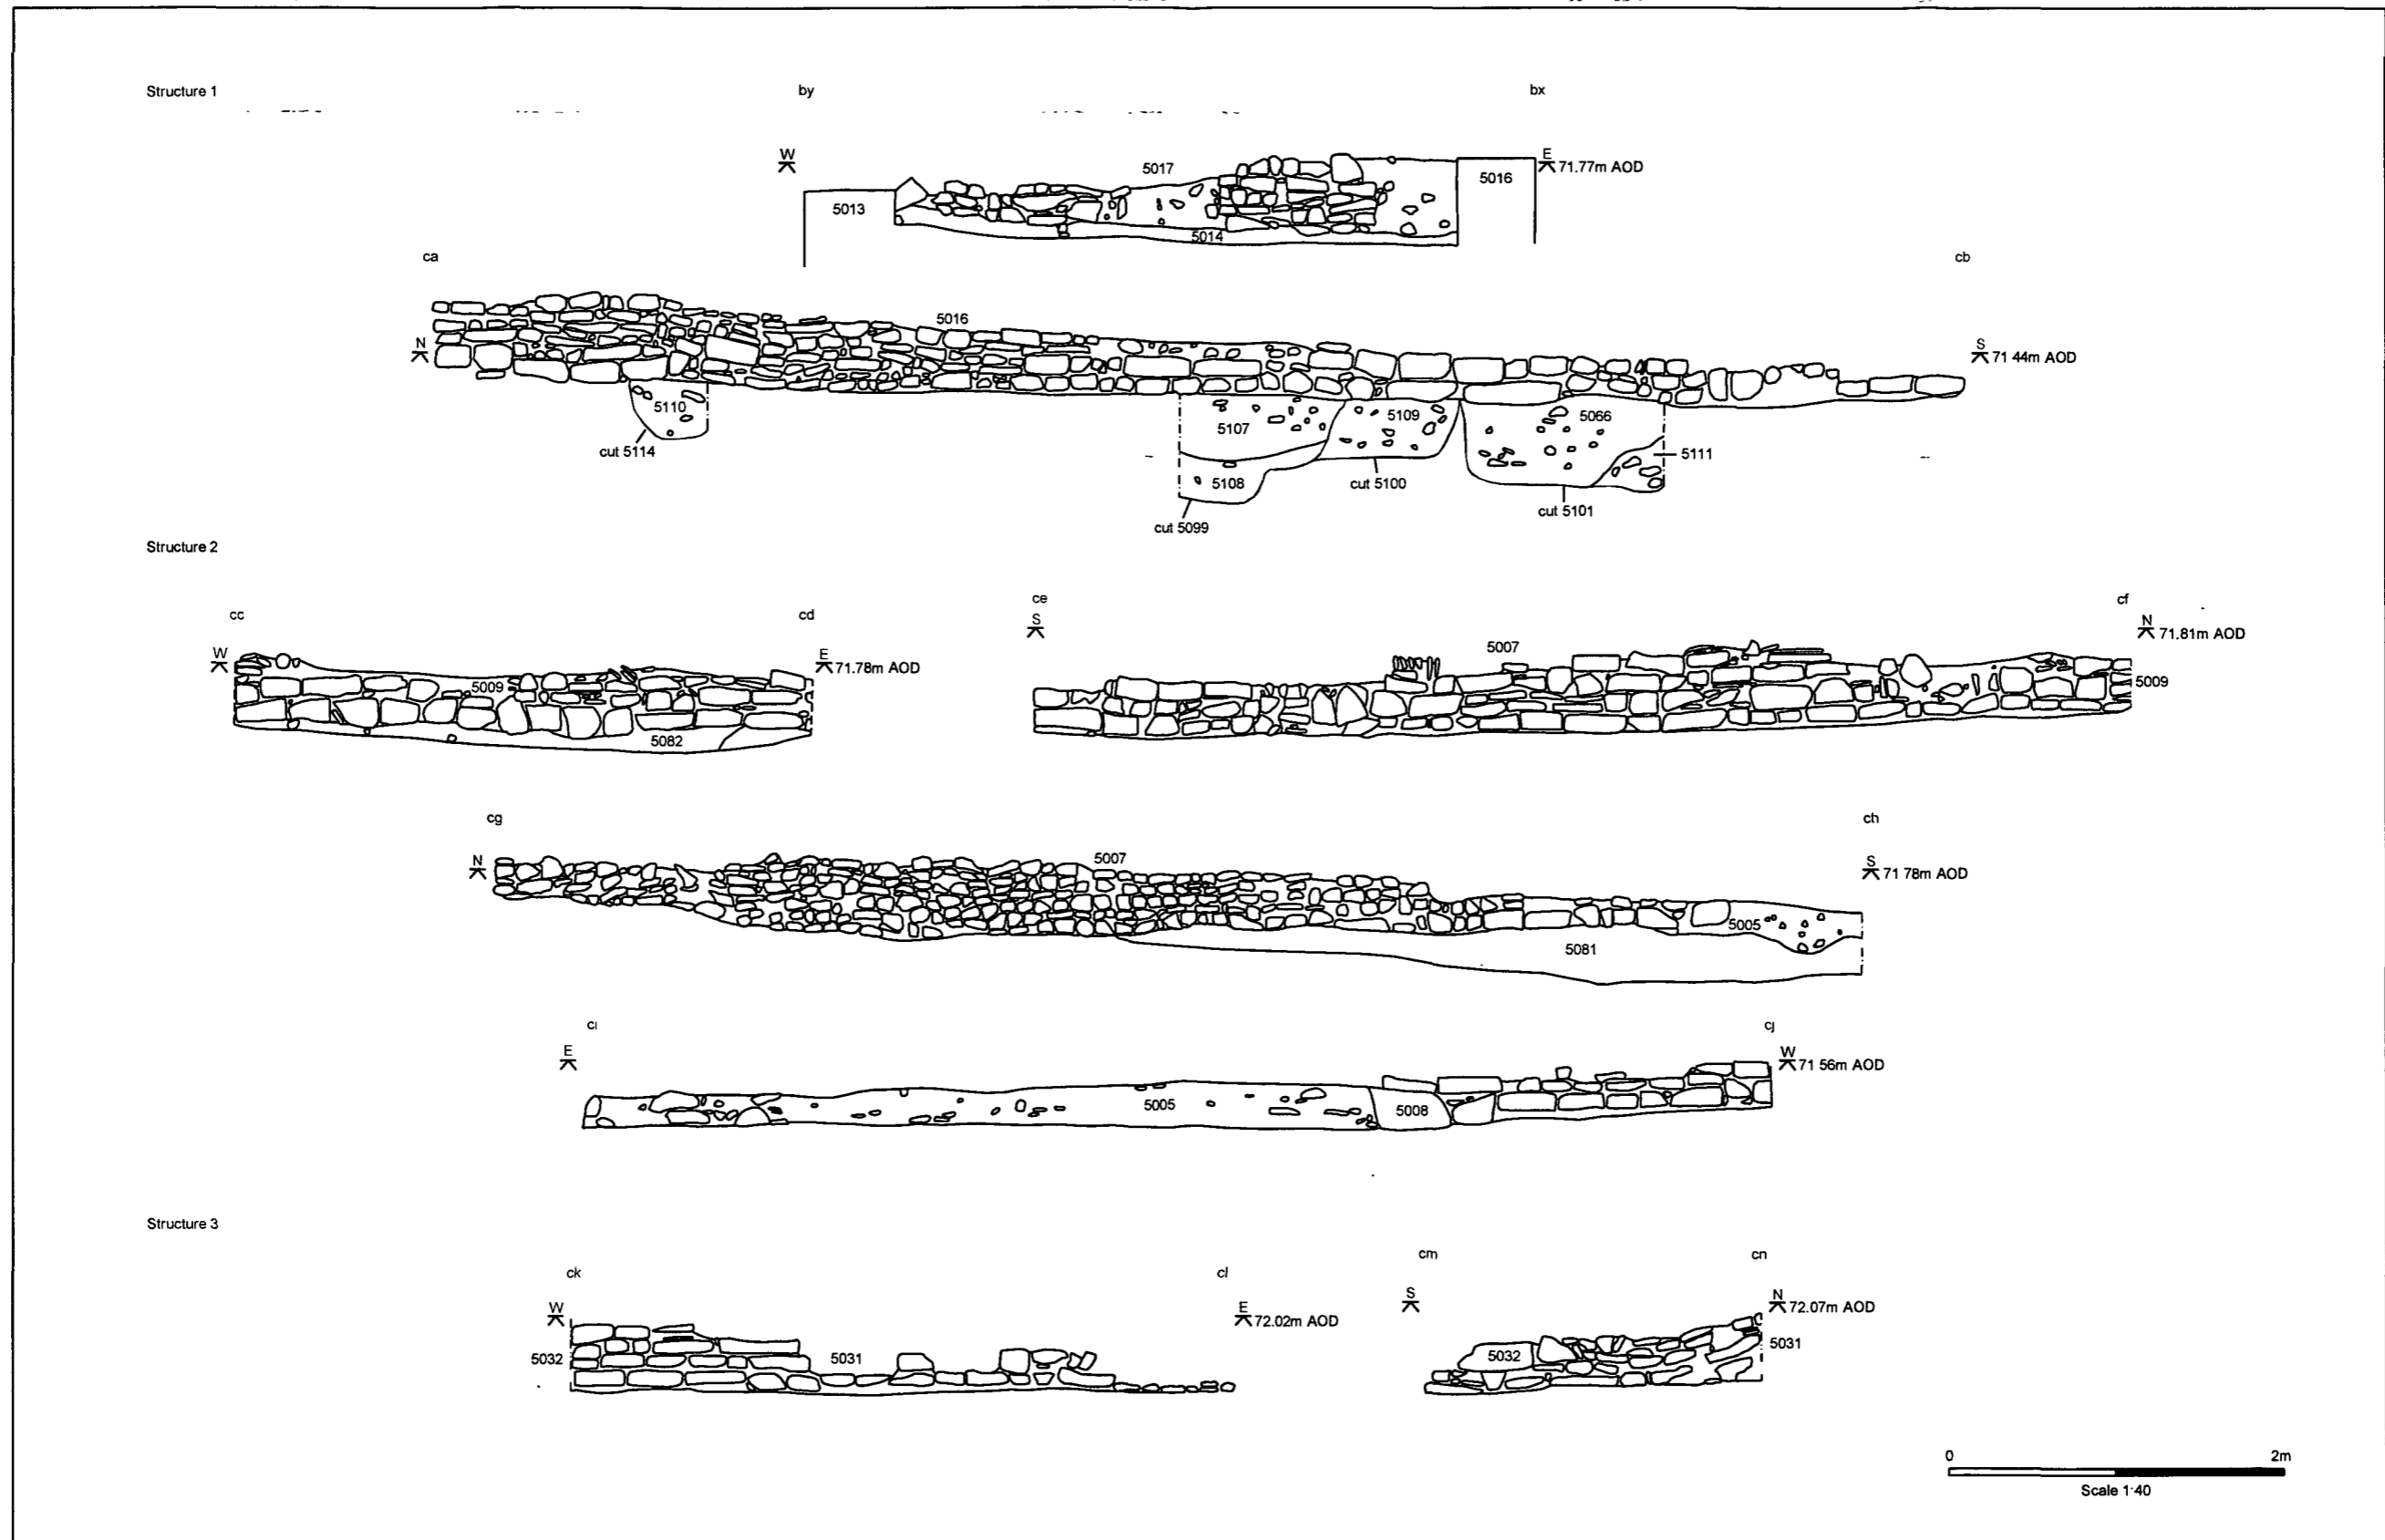 Structure 1
by
bx
W
E
71.77m AOD
5017
5016
5013
5014
ca
cb
5016
N
S
71 44m AOD
5110
5107
5109
5066
cut 5114
5111
5108
cut 5100
cut 5101
cut 5099
Structure 2
cc
cd
ce
cf
S
N
71.81m AOD
W
E
71.78m AOD
5007
5009
5009
5082
cg
ch
N
S
71 78m AOD
5007
5005
5081
ci
cj
E
W
71 56m AOD
5005
5008
Structure 3
ck
cl
cm
cn
W
E
72.02m AOD
S
N
72.07m AOD
5032
5031
5032
5031
0
2m
Scale 1:40